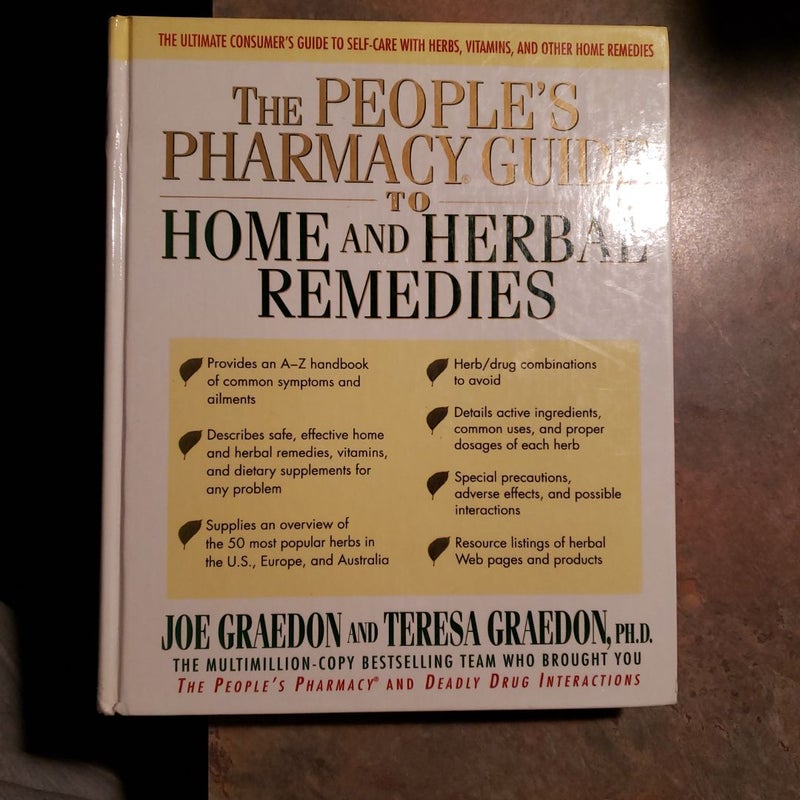 THE ULTIMATE CONSUMER'S GUIDE TO SELF-CARE WITH HERBS, VITAMINS, AND OTHER HOME REMEDIES
THE PEOPLE'S
PHARMACY® GUIDE
TO
HOME AND HERBAL
REMEDIES
Provides an A–Z handbook
of common symptoms and
ailments
Describes safe, effective home
and herbal remedies, vitamins,
and dietary supplements for
any problem
Supplies an overview of
the 50 most popular herbs in
the U.S., Europe, and Australia
Herb/drug combinations
to avoid
Details active ingredients,
common uses, and proper
dosages of each herb
Special precautions,
adverse effects, and possible
interactions
Resource listings of herbal
Web pages and products
JOE GRAEDON AND TERESA GRAEDON, PH.D.
THE MULTIMILLION-COPY BESTSELLING TEAM WHO BROUGHT YOU
THE PEOPLE'S PHARMACY® AND DEADLY DRUG INTERACTIONS